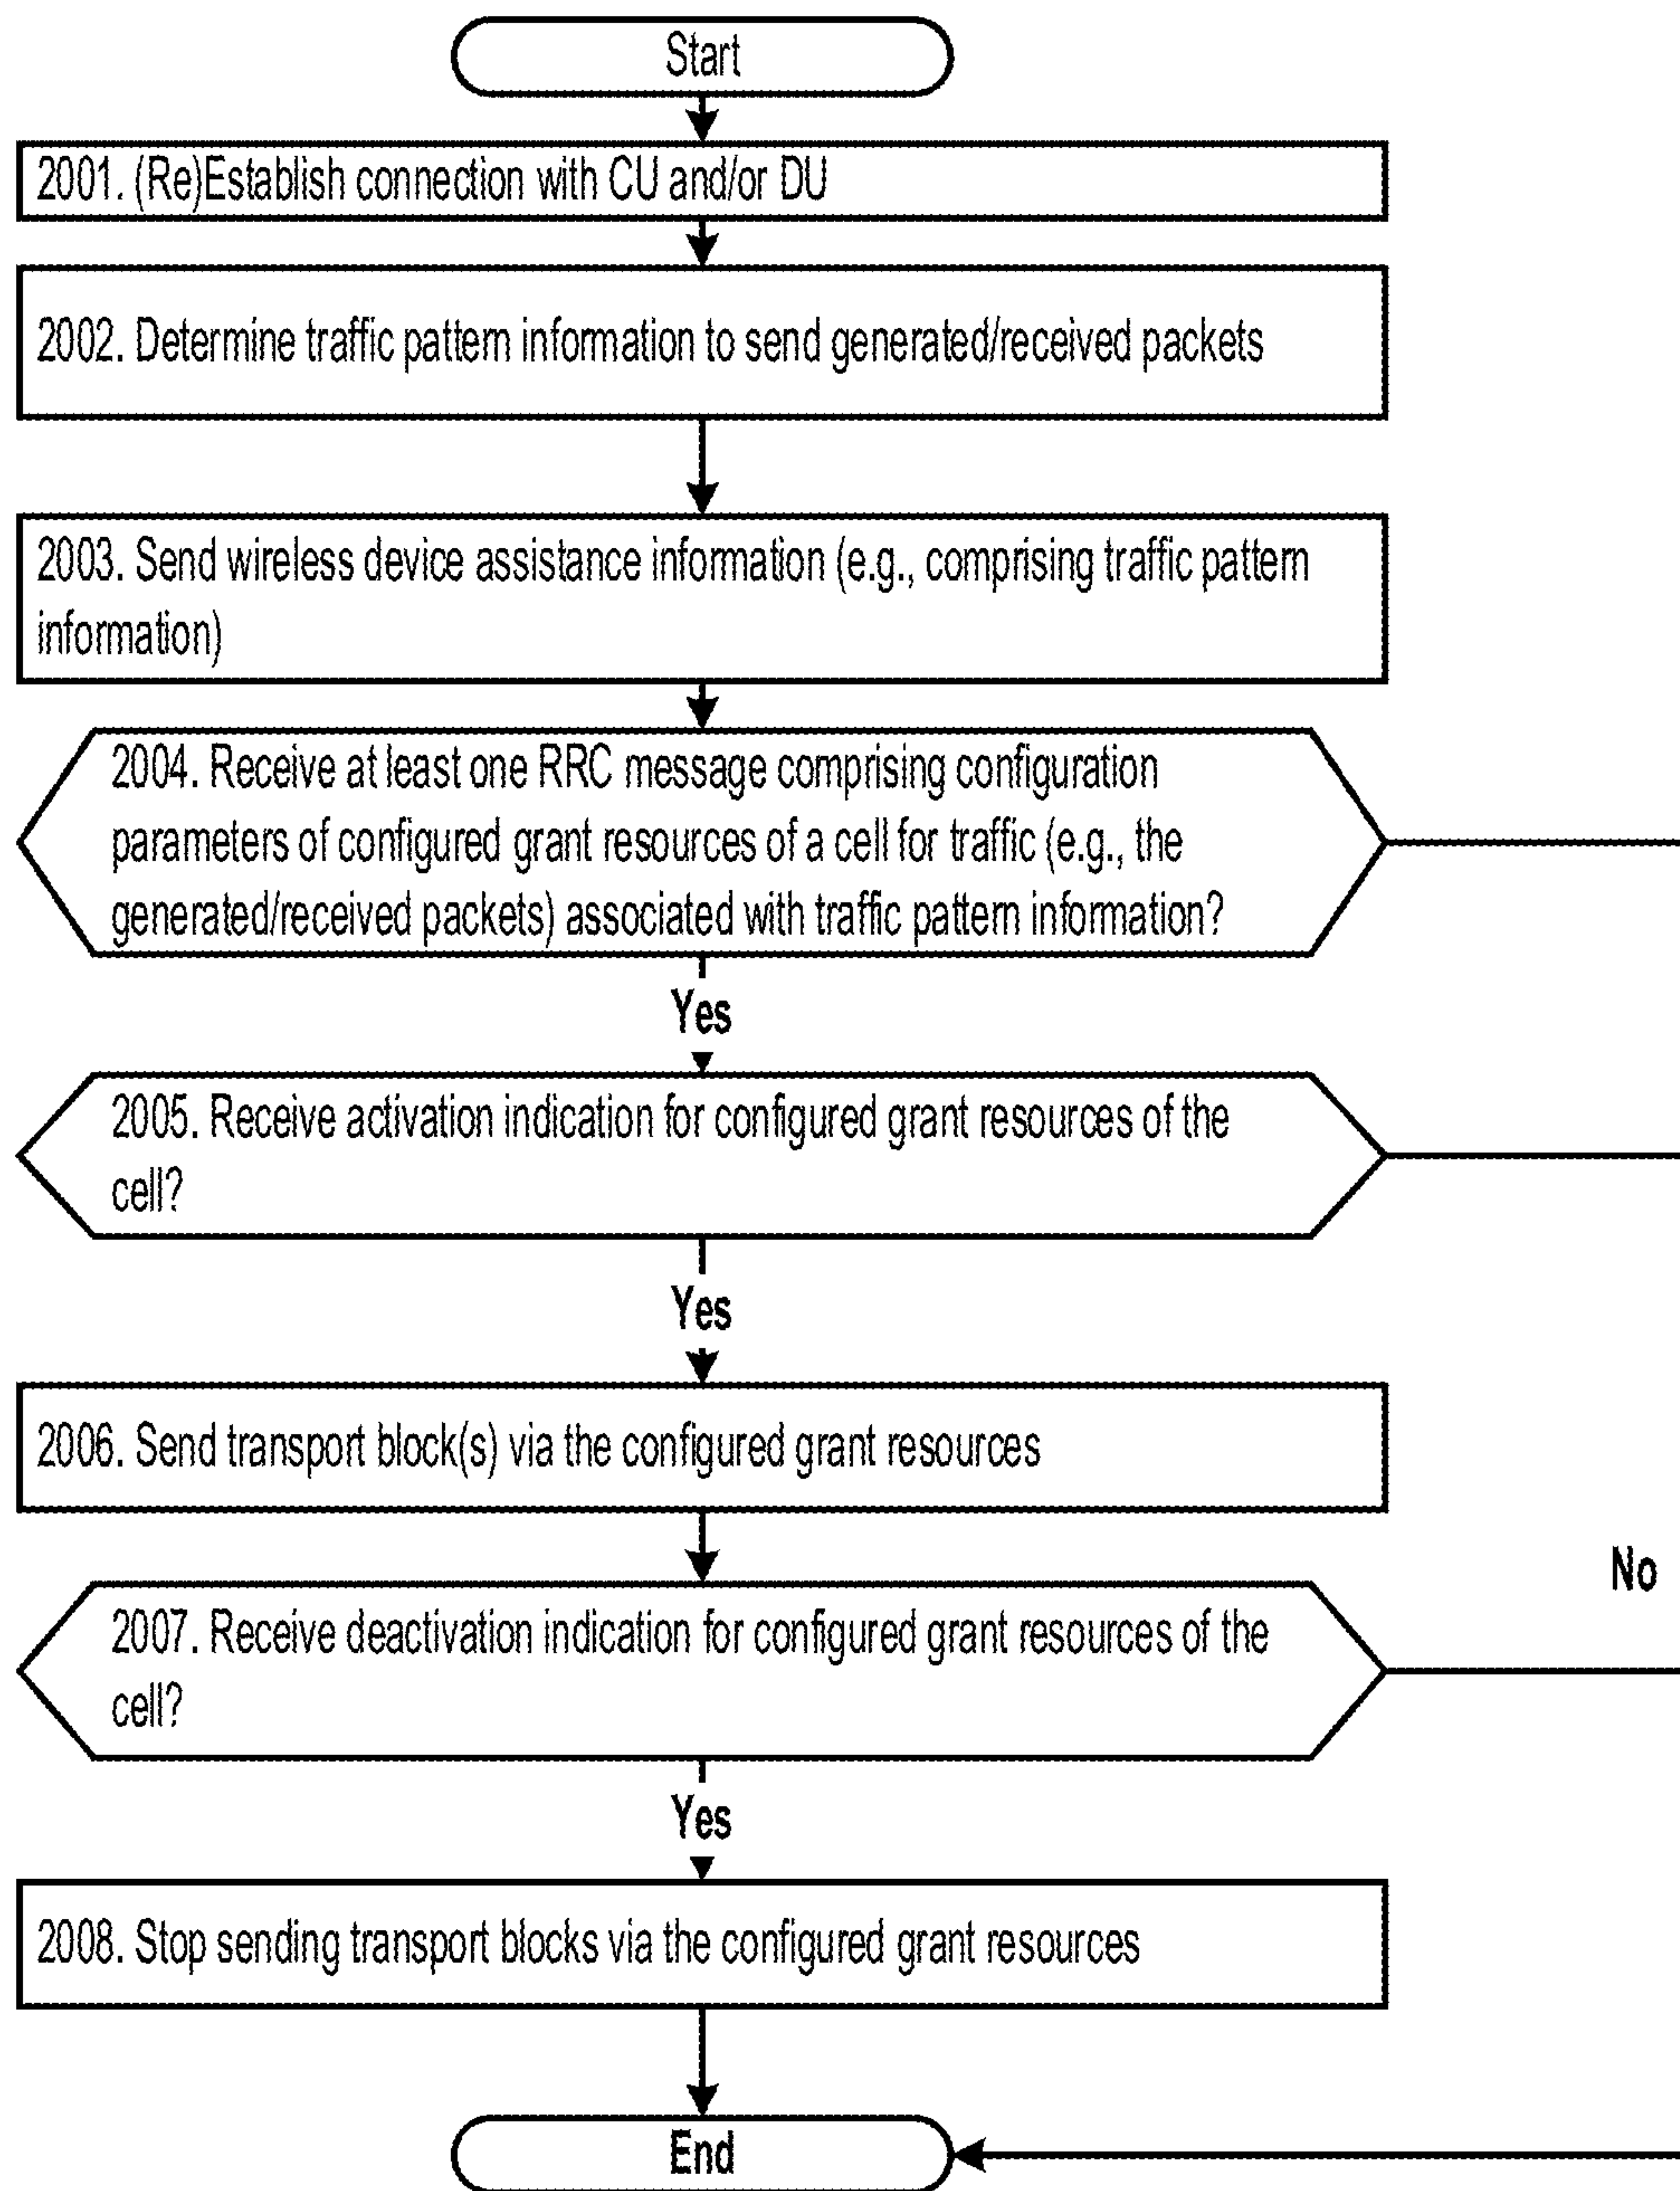 Start
2001. (Re)Establish connection with CU and/or DU
2002. Determine traffic pattern information to send generated/received packets
2003. Send wireless device assistance information (e.g., comprising traffic pattern
information)
2004. Receive at least one RRC message comprising configuration
parameters of configured grant resources of a cell for traffic (e.g., the
generated/received packets) associated with traffic pattern information?
Yes
2005. Receive activation indication for configured grant resources of the
cell?
Yes
2006. Send transport block(s) via the configured grant resources
No
2007. Receive deactivation indication for configured grant resources of the
cell?
Yes
2008. Stop sending transport blocks via the configured grant resources
End